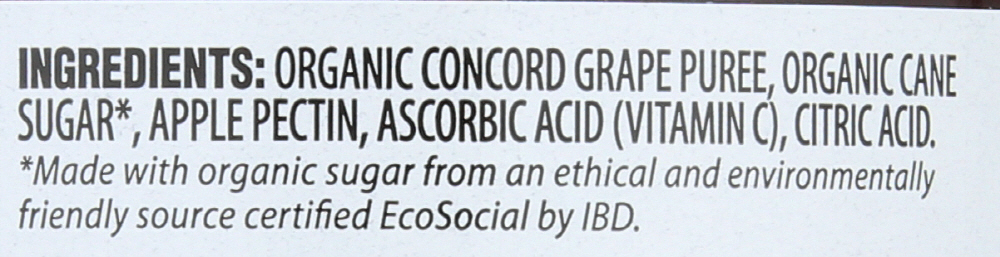 INGREDIENTS: ORGANIC CONCORD GRAPE PUREE, ORGANIC CANE
SUGAR*, APPLE PECTIN, ASCORBIC ACID (VITAMIN C), CITRIC ACID.
*Made with organic sugar from an ethical and environmentally
friendly source certified EcoSocial by IBD.